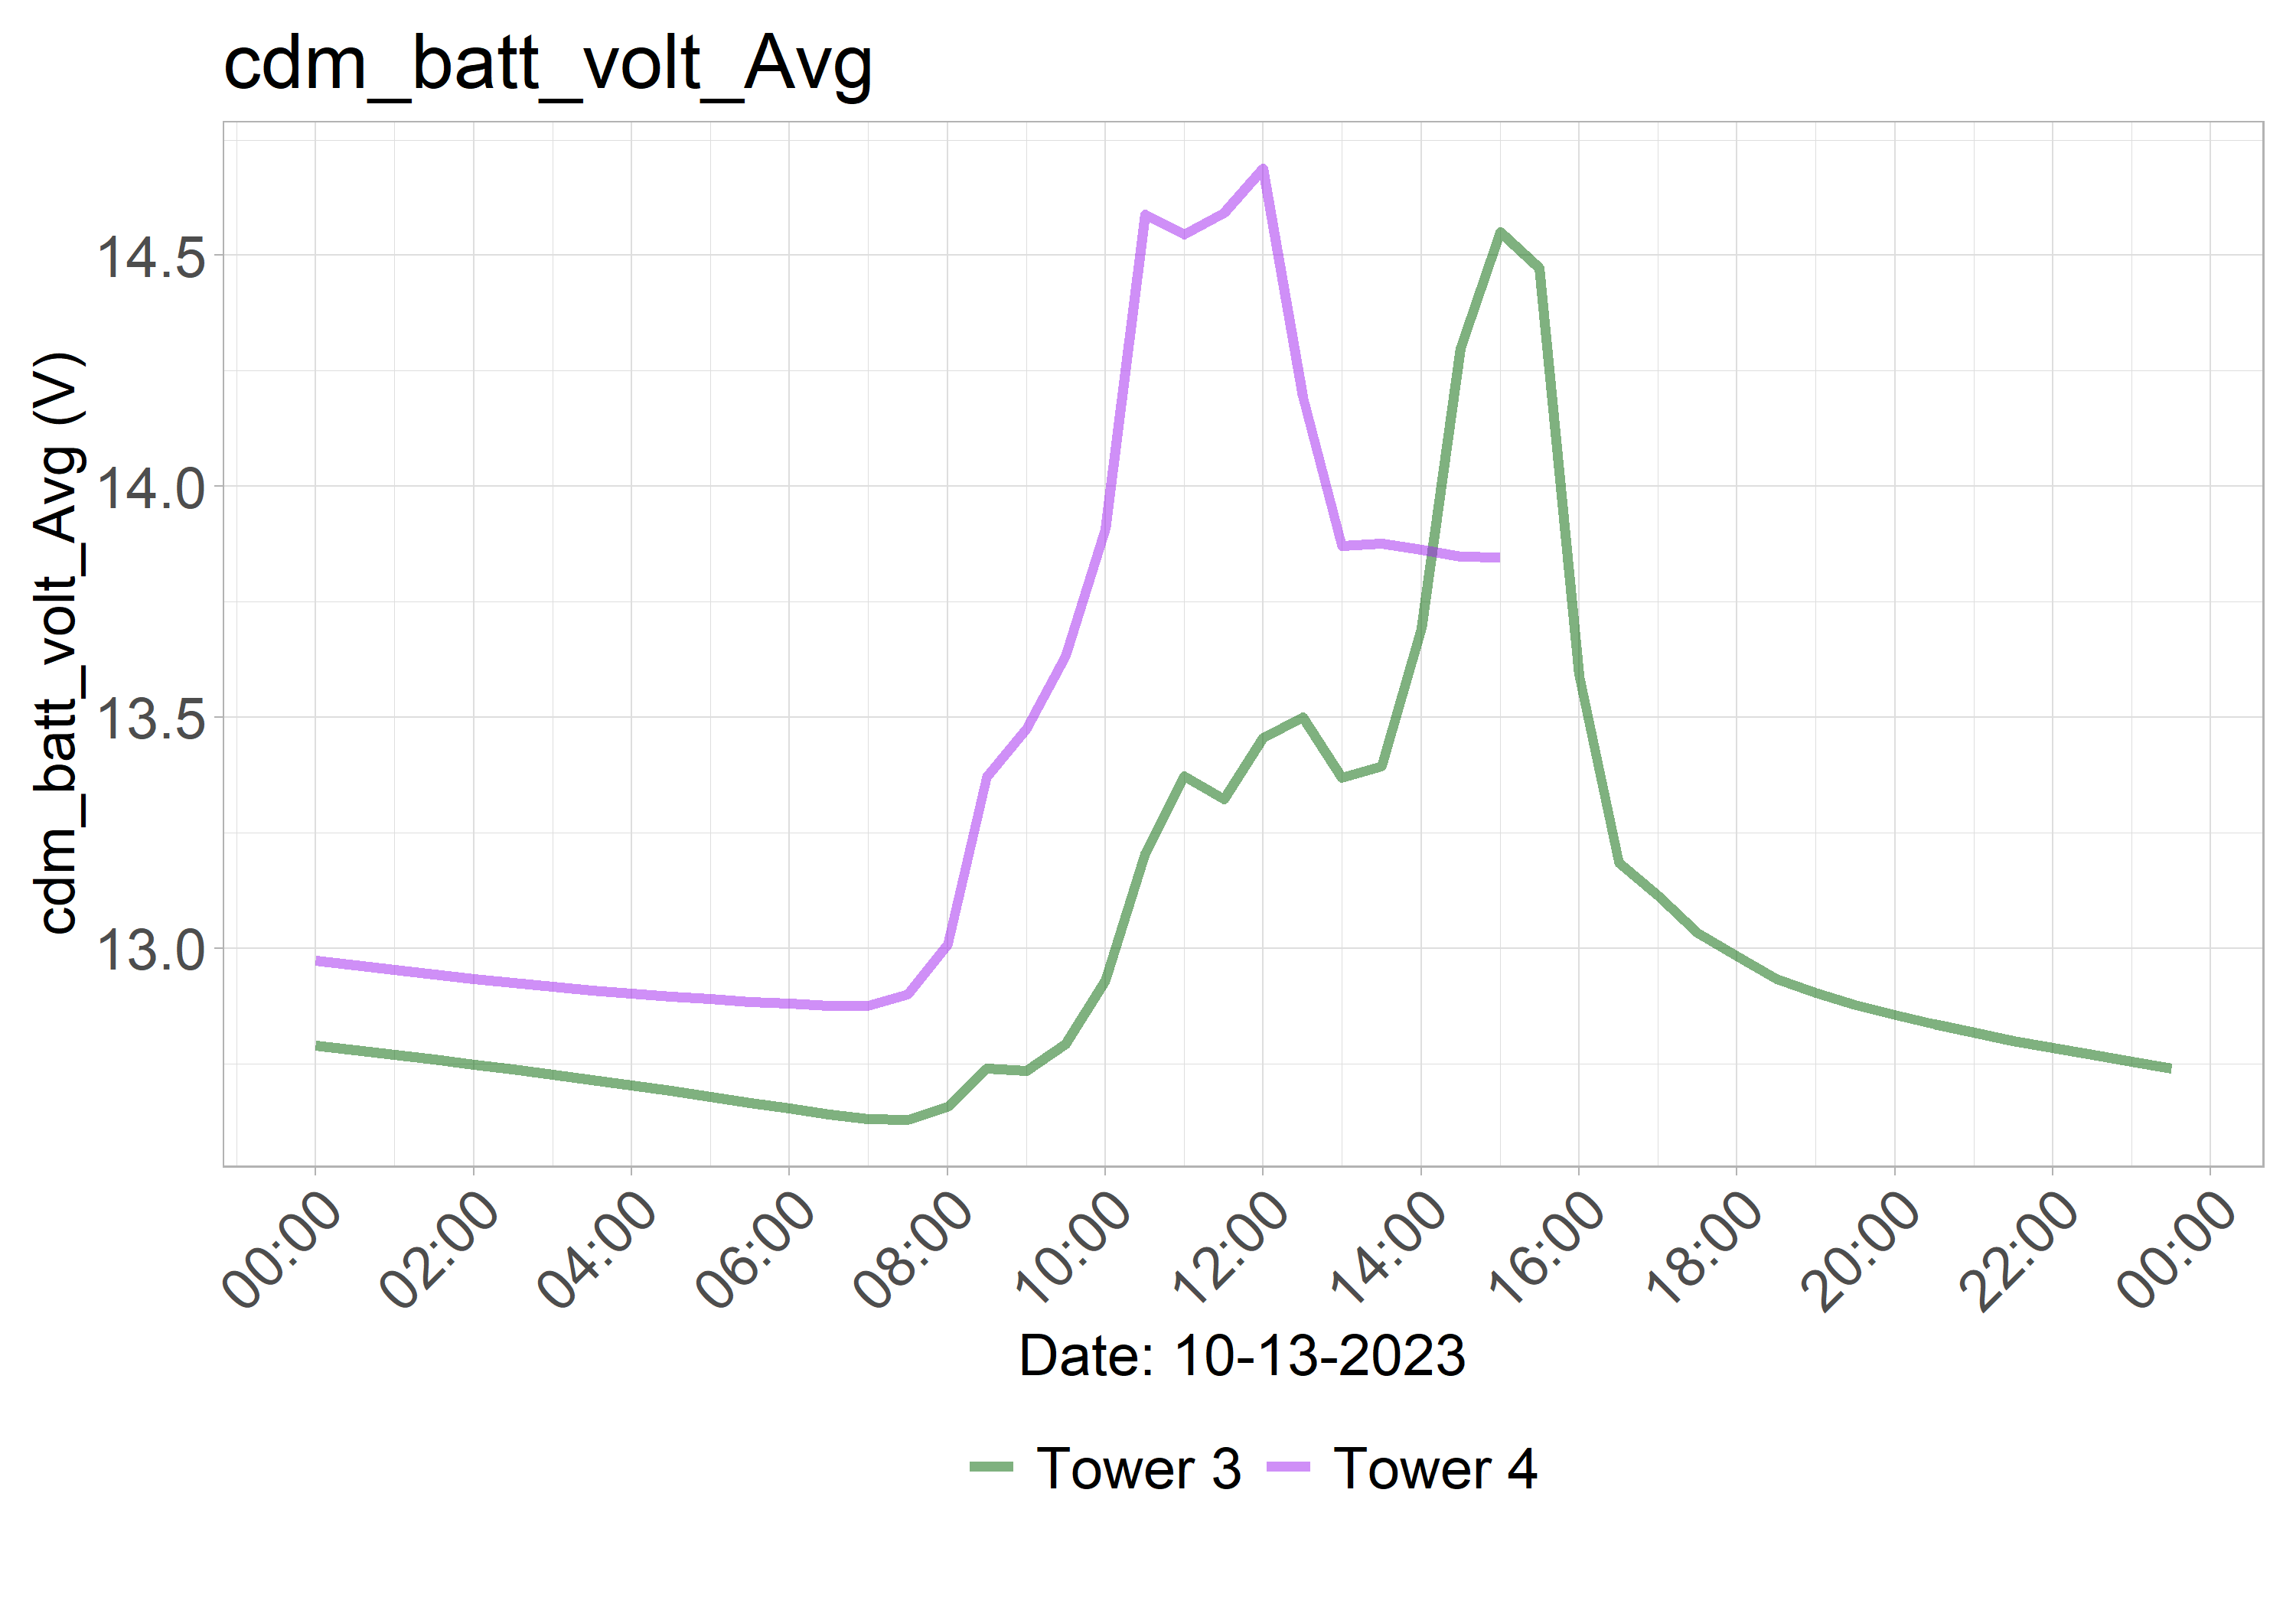 cdm_batt_volt_Avg
cdm_batt_volt_Avg (V)
14.5
14.0
13.5
13.0
00:00 02:00 04:00 06:00 08:00 10:00 12:00 14:00 16:00 18:00 20:00 22:00 00:00
Date: 10-13-2023
Tower 3 Tower 4